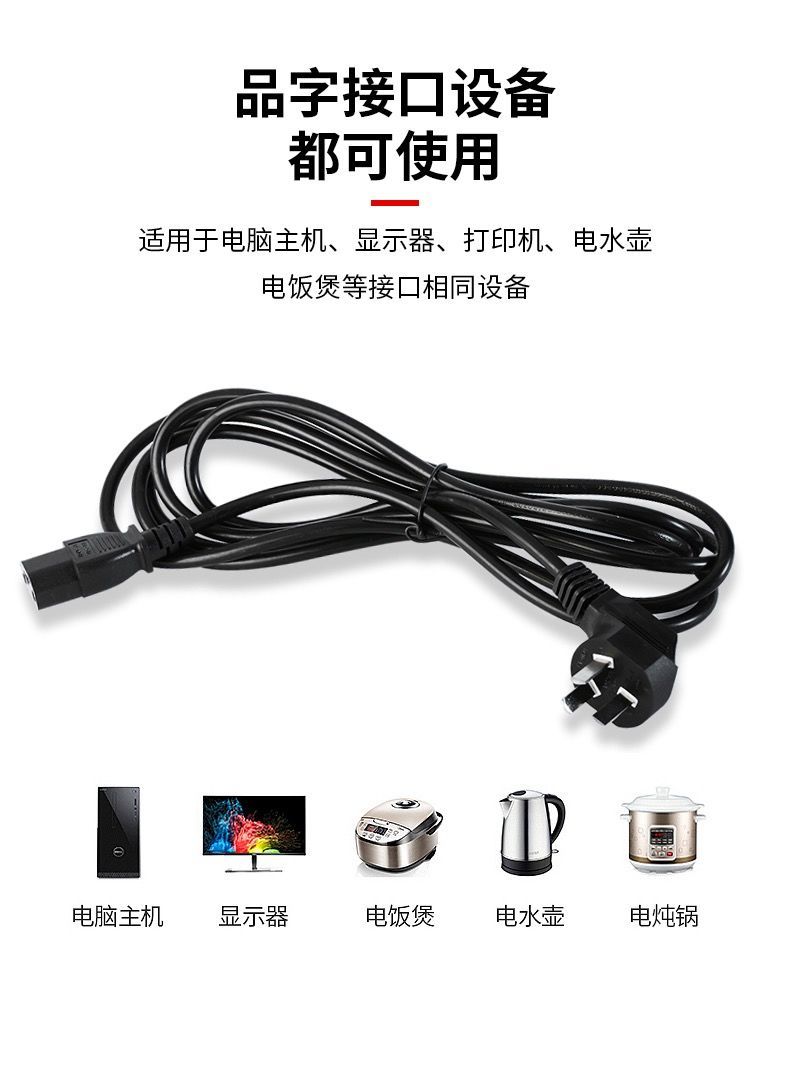 品字接口设备
都可使用
适用于电脑主机、显示器、打印机、电水壶
电饭煲等接口相同设备
电脑主机
显示器
电饭煲
电水壶
电炖锅